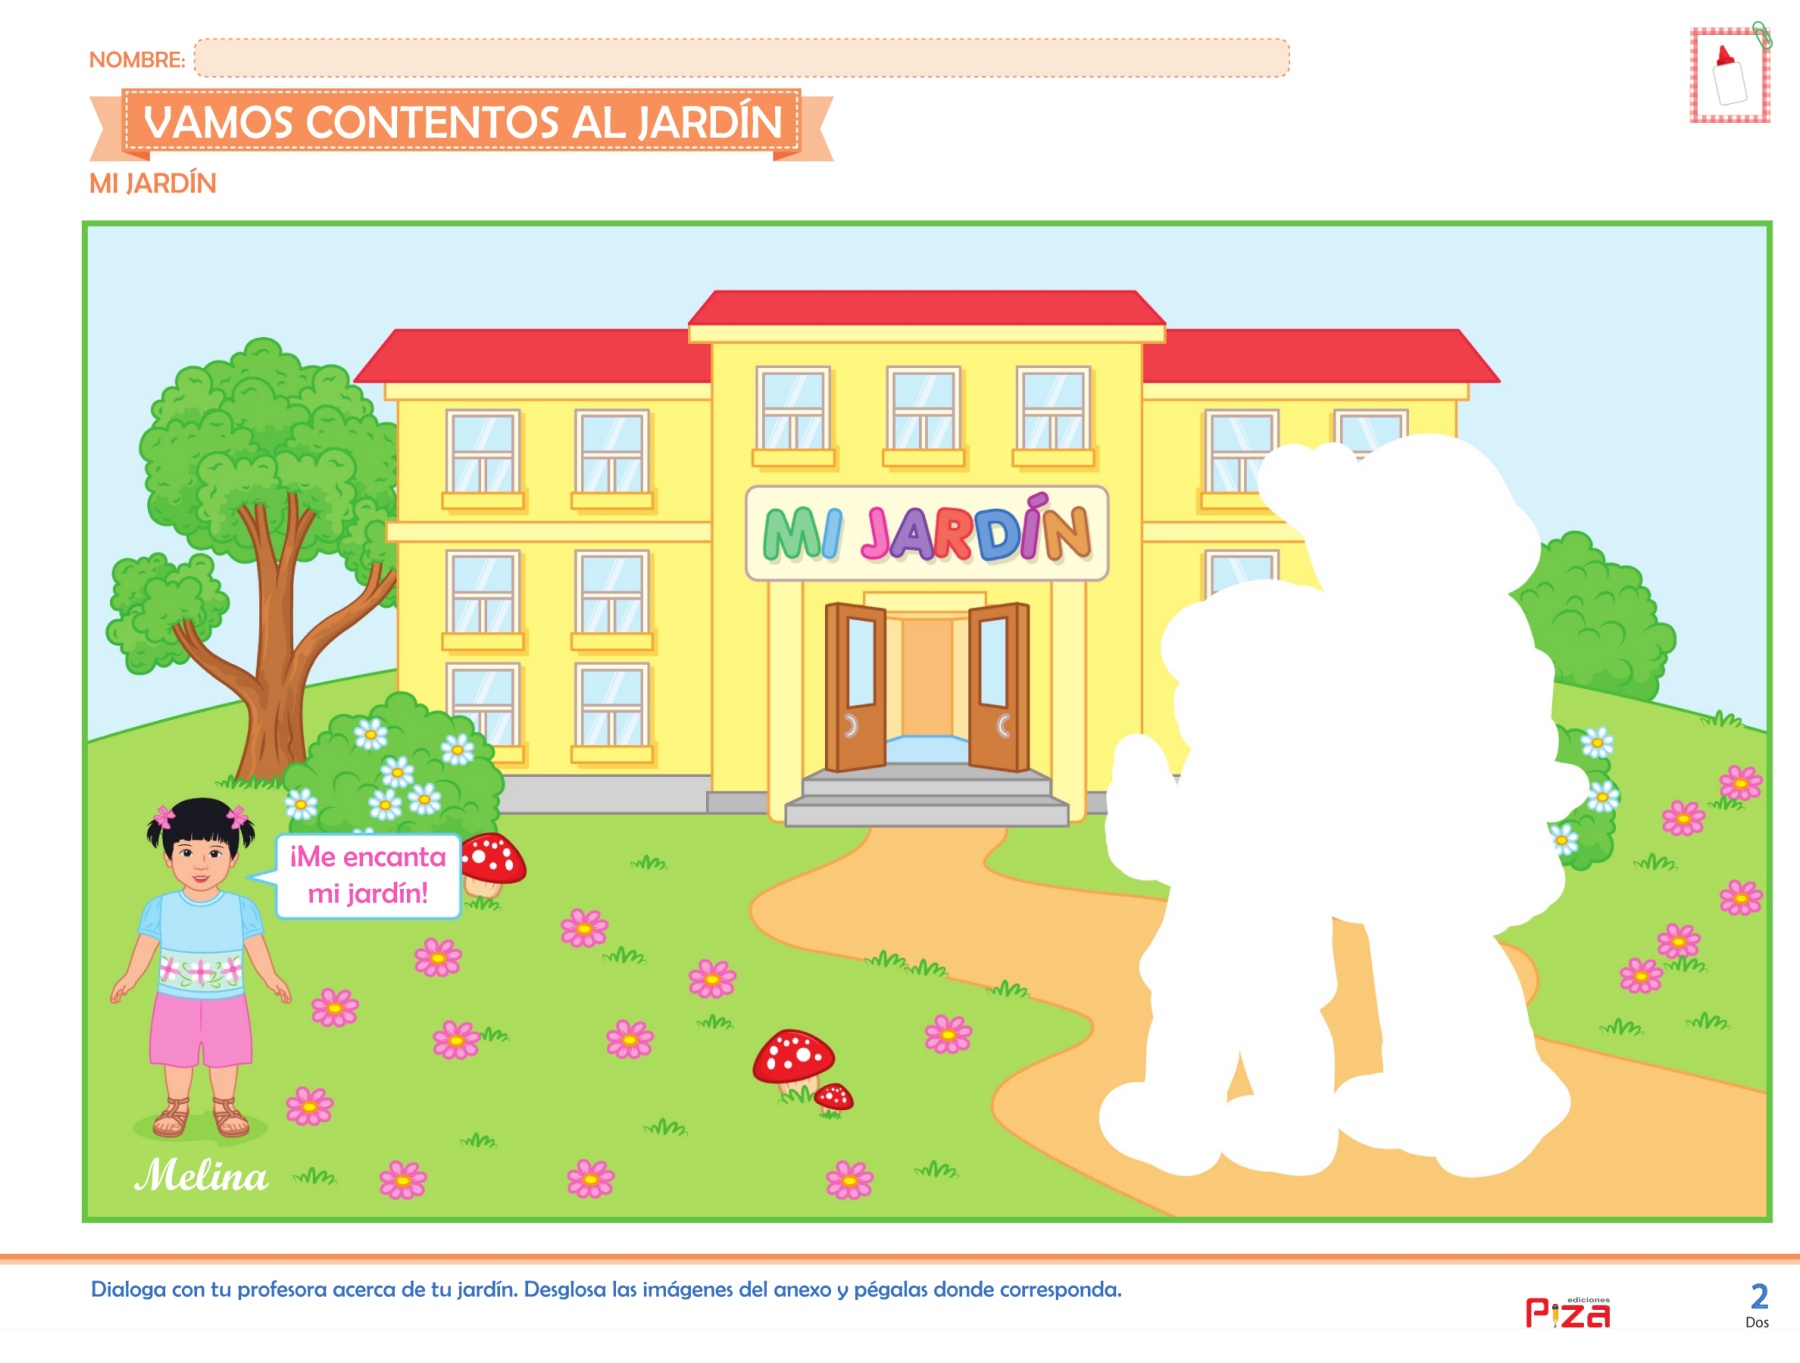 NOMBRE:
VAMOS CONTENTOS AL JARDÍN
MI JARDÍN
MI JARDÍN
¡Me encanta
mi jardín!
Melina
Dialoga con tu profesora acerca de tu jardín. Desglosa las imágenes del anexo y pégalas donde corresponda.
ediciones
Piza
2
Dos